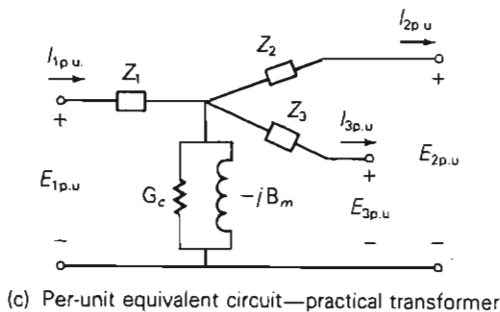 I1p.u.
I2p.u
Z1
Z2
Z3
I3p.u
+
+
+
E1p.u
Gc
-jBm
E3p.u
E2p.u
-
-
-
(c) Per-unit equivalent circuit—practical transformer